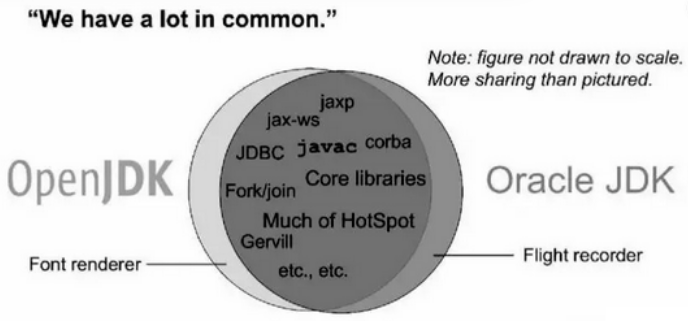 “We have a lot in common.”
Note: figure not drawn to scale.
More sharing than pictured.
jaxp
jax-ws
JDBC javac corba
OpenJDK
Fork/join Core libraries
Oracle JDK
Much of HotSpot
Gervill
Font renderer
etc., etc.
Flight recorder